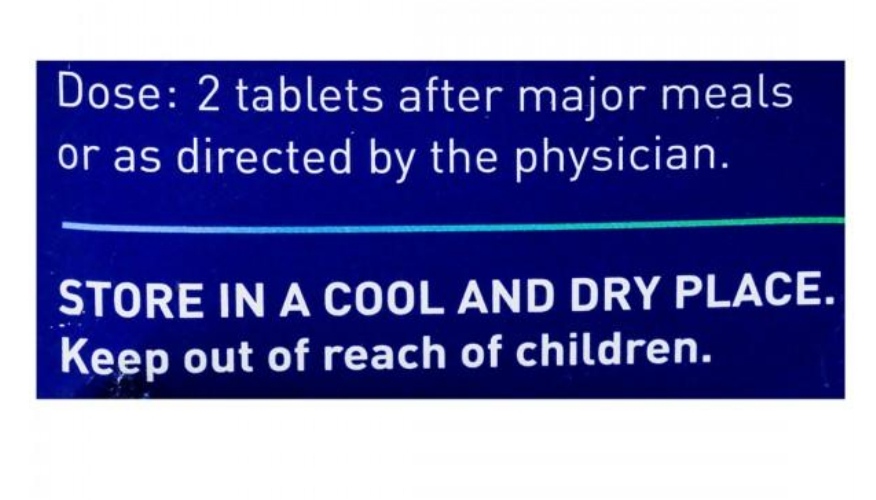 Dose: 2 tablets after major meals
or as directed by the physician.
STORE IN A COOL AND DRY PLACE.
Keep out of reach of children.